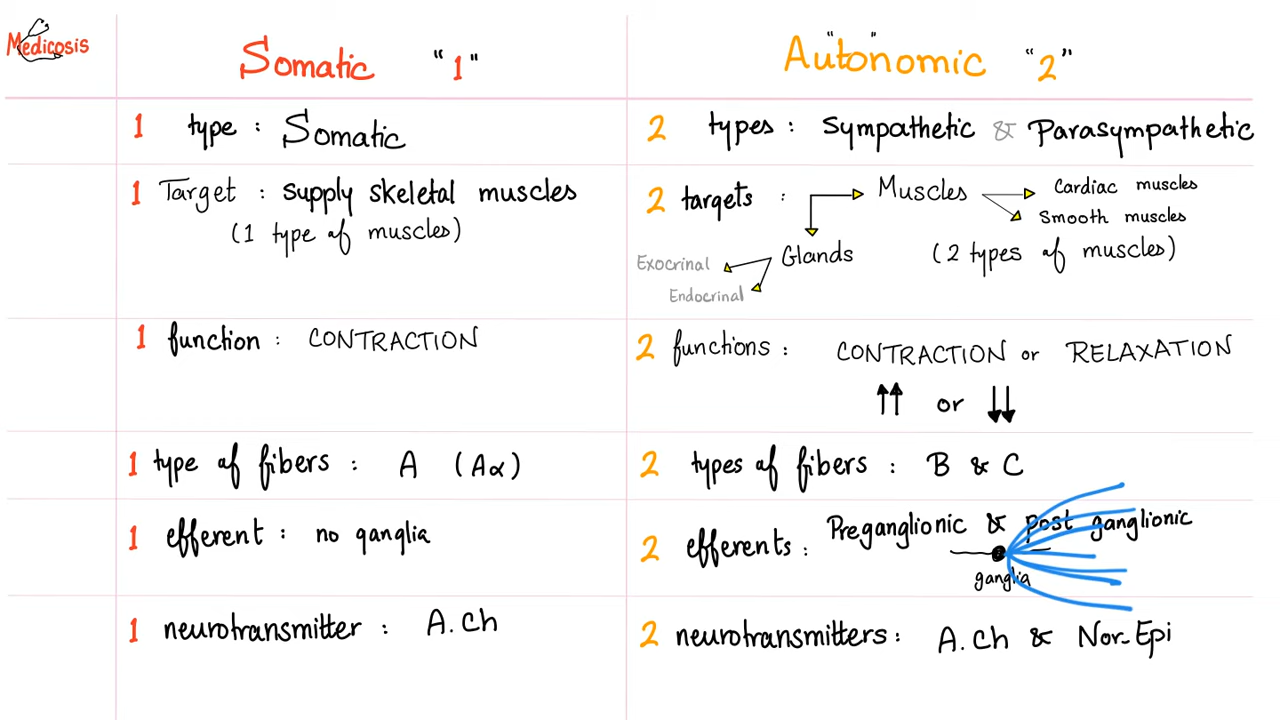 Medicosis
Somatic "1"
Autonomic "2"
" "
1 type : Somatic
2 types : Sympathetic & Parasympathetic
1 Target : supply skeletal muscles
(1 type of muscles)
2 targets : Muscles
Cardiac muscles
Smooth muscles
(2 types of muscles)
Glands
Exocrinal
Endocrinal
1 function : CONTRACTION
2 functions : CONTRACTION or RELAXATION
↑↑ or ↓↓
1 type of fibers : A (Aα)
2 types of fibers : B & C
1 efferent : no ganglia
2 efferents : Preganglionic & post ganglionic
ganglia
1 neurotransmitter : A.Ch
2 neurotransmitters : A.Ch & Nor-Epi